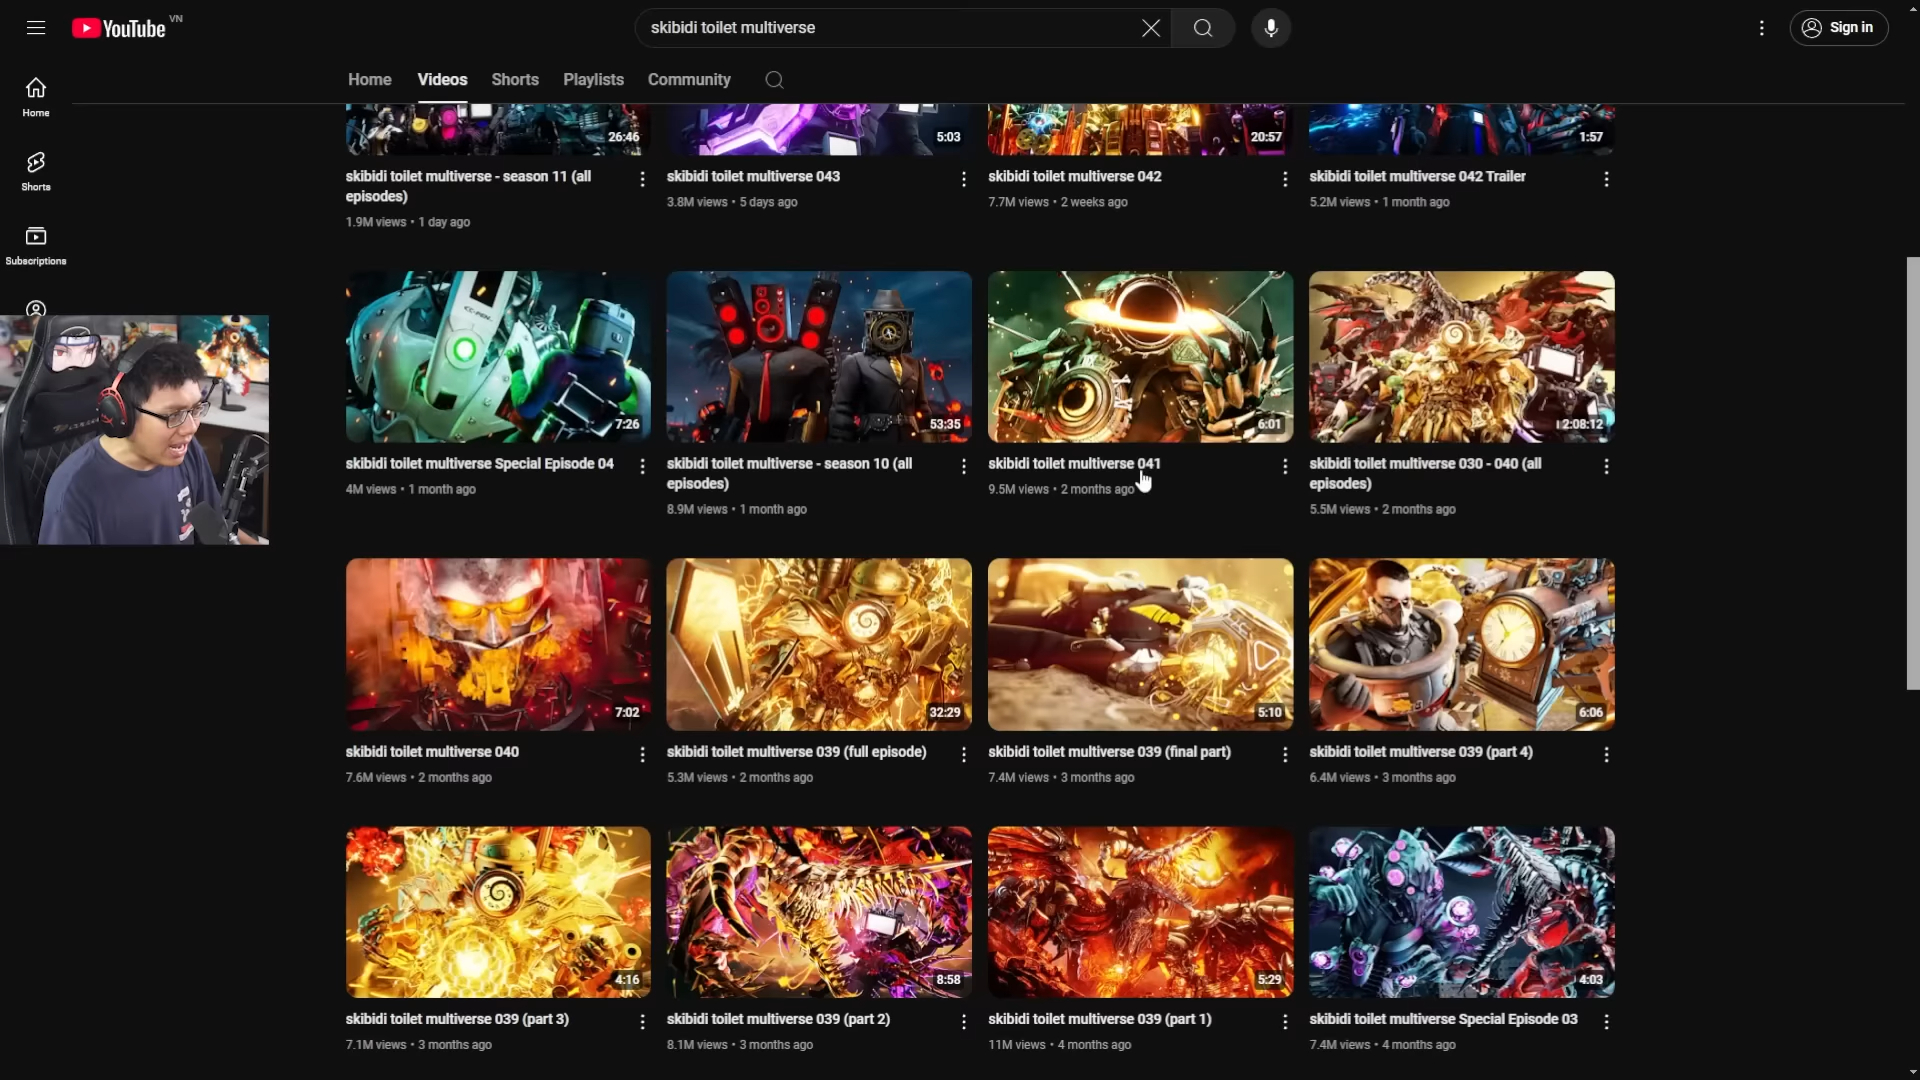 YouTube VN
skibidi toilet multiverse
Sign in
Home
Shorts
Subscriptions
Home Videos Shorts Playlists Community
26:46
5:03
20:57
1:57
skibidi toilet multiverse - season 11 (all
episodes)
1.9M views • 1 day ago
skibidi toilet multiverse 043
3.8M views • 5 days ago
skibidi toilet multiverse 042
7.7M views • 2 weeks ago
skibidi toilet multiverse 042 Trailer
5.2M views • 1 month ago
7:26
53:35
6:01
2:08:12
skibidi toilet multiverse Special Episode 04
4M views • 1 month ago
skibidi toilet multiverse - season 10 (all
episodes)
8.9M views • 1 month ago
skibidi toilet multiverse 041
9.5M views • 2 months ago
skibidi toilet multiverse 030 - 040 (all
episodes)
5.5M views • 2 months ago
7:02
32:29
5:10
6:06
skibidi toilet multiverse 040
7.6M views • 2 months ago
skibidi toilet multiverse 039 (full episode)
5.3M views • 2 months ago
skibidi toilet multiverse 039 (final part)
7.4M views • 3 months ago
skibidi toilet multiverse 039 (part 4)
6.4M views • 3 months ago
4:16
8:58
5:29
4:03
skibidi toilet multiverse 039 (part 3)
7.1M views • 3 months ago
skibidi toilet multiverse 039 (part 2)
8.1M views • 3 months ago
skibidi toilet multiverse 039 (part 1)
11M views • 4 months ago
skibidi toilet multiverse Special Episode 03
7.4M views • 4 months ago